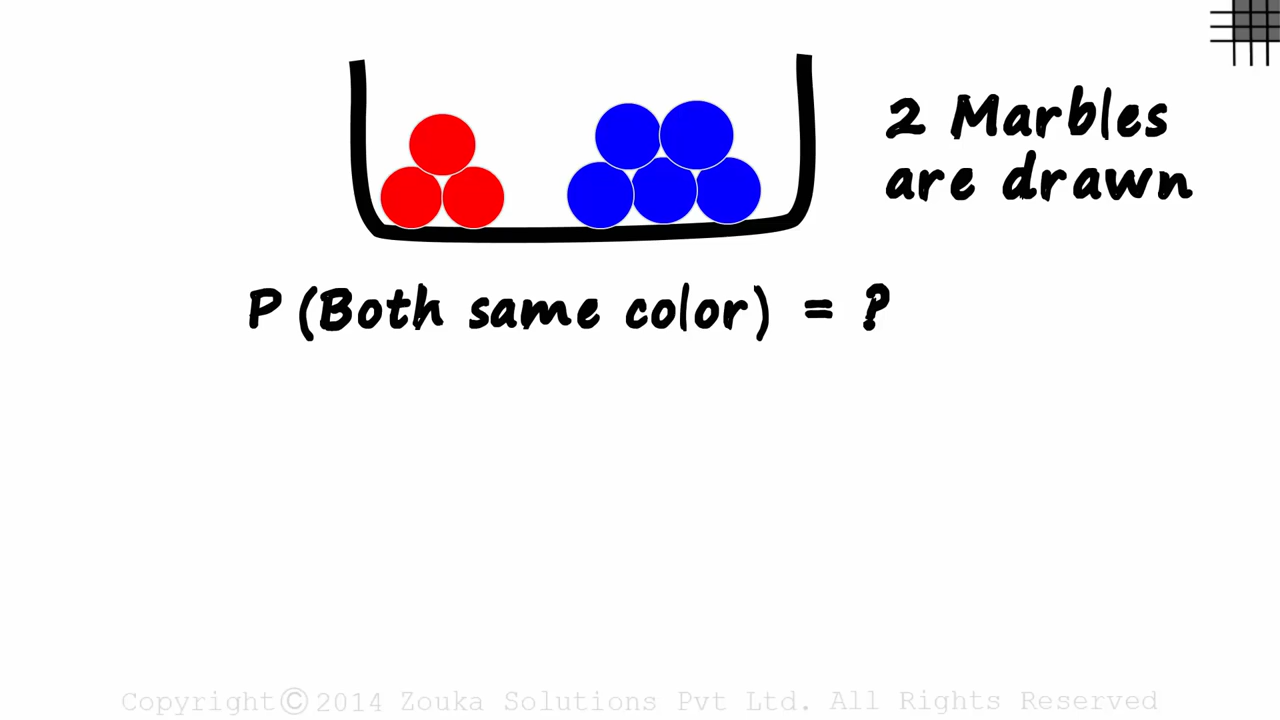 2 Marbles
are drawn
P (Both same color) = ?
Copyright©2014 Zouka Solutions Pvt Ltd. All Rights Reserved